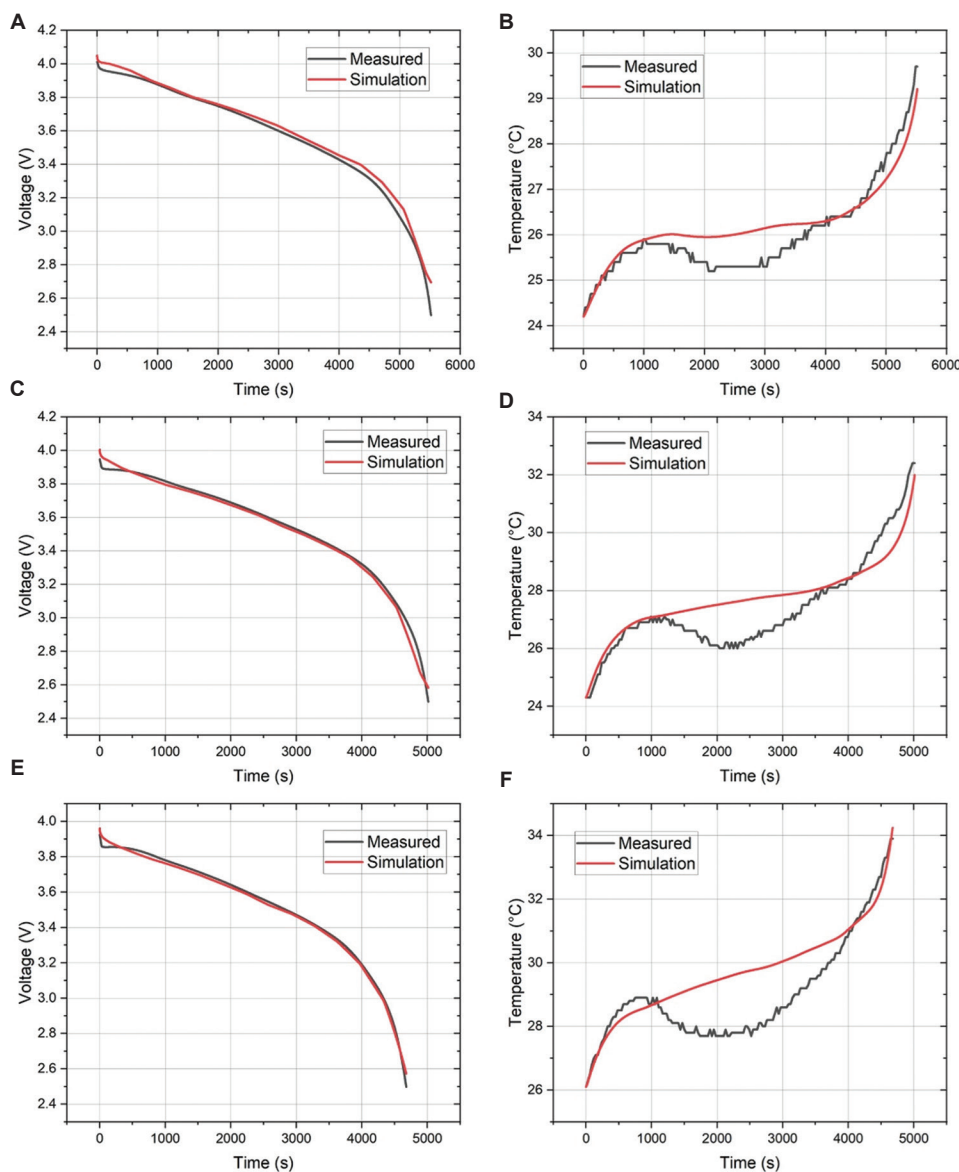 A
4.2
4.0
3.8
3.6
3.4
3.2
3.0
2.8
2.6
2.4
Voltage (V)
Measured
Simulation
0 1000 2000 3000 4000 5000 6000
Time (s)
B
30
29
28
27
26
25
24
Temperature (°C)
Measured
Simulation
0 1000 2000 3000 4000 5000 6000
Time (s)
C
4.2
4.0
3.8
3.6
3.4
3.2
3.0
2.8
2.6
2.4
Voltage (V)
Measured
Simulation
0 1000 2000 3000 4000 5000
Time (s)
D
34
32
30
28
26
24
Temperature (°C)
Measured
Simulation
0 1000 2000 3000 4000 5000
Time (s)
E
4.0
3.8
3.6
3.4
3.2
3.0
2.8
2.6
2.4
Voltage (V)
Measured
Simulation
0 1000 2000 3000 4000 5000
Time (s)
F
34
32
30
28
26
Temperature (°C)
Measured
Simulation
0 1000 2000 3000 4000 5000
Time (s)